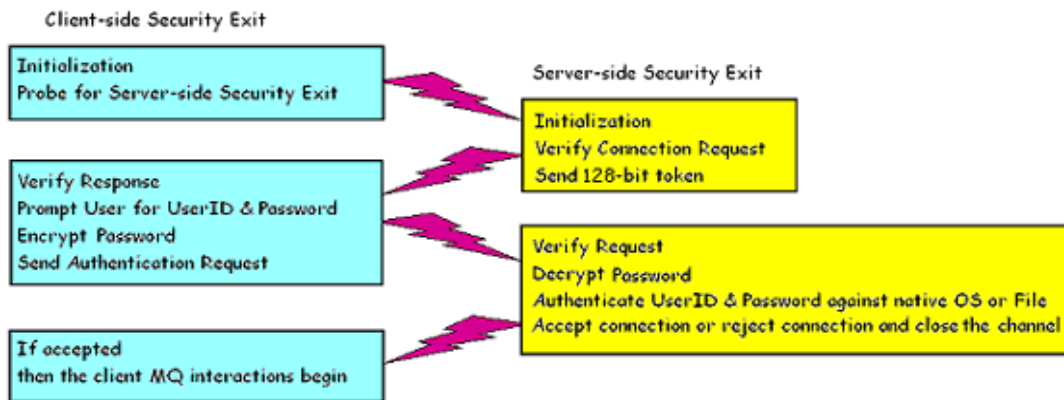 Client-side Security Exit
Initialization
Probe for Server-side Security Exit
Server-side Security Exit
Initialization
Verify Connection Request
Send 128-bit token
Verify Response
Prompt User for UserID & Password
Encrypt Password
Send Authentication Request
Verify Request
Decrypt Password
Authenticate UserID & Password against native OS or File
Accept connection or reject connection and close the channel
If accepted
then the client MQ interactions begin